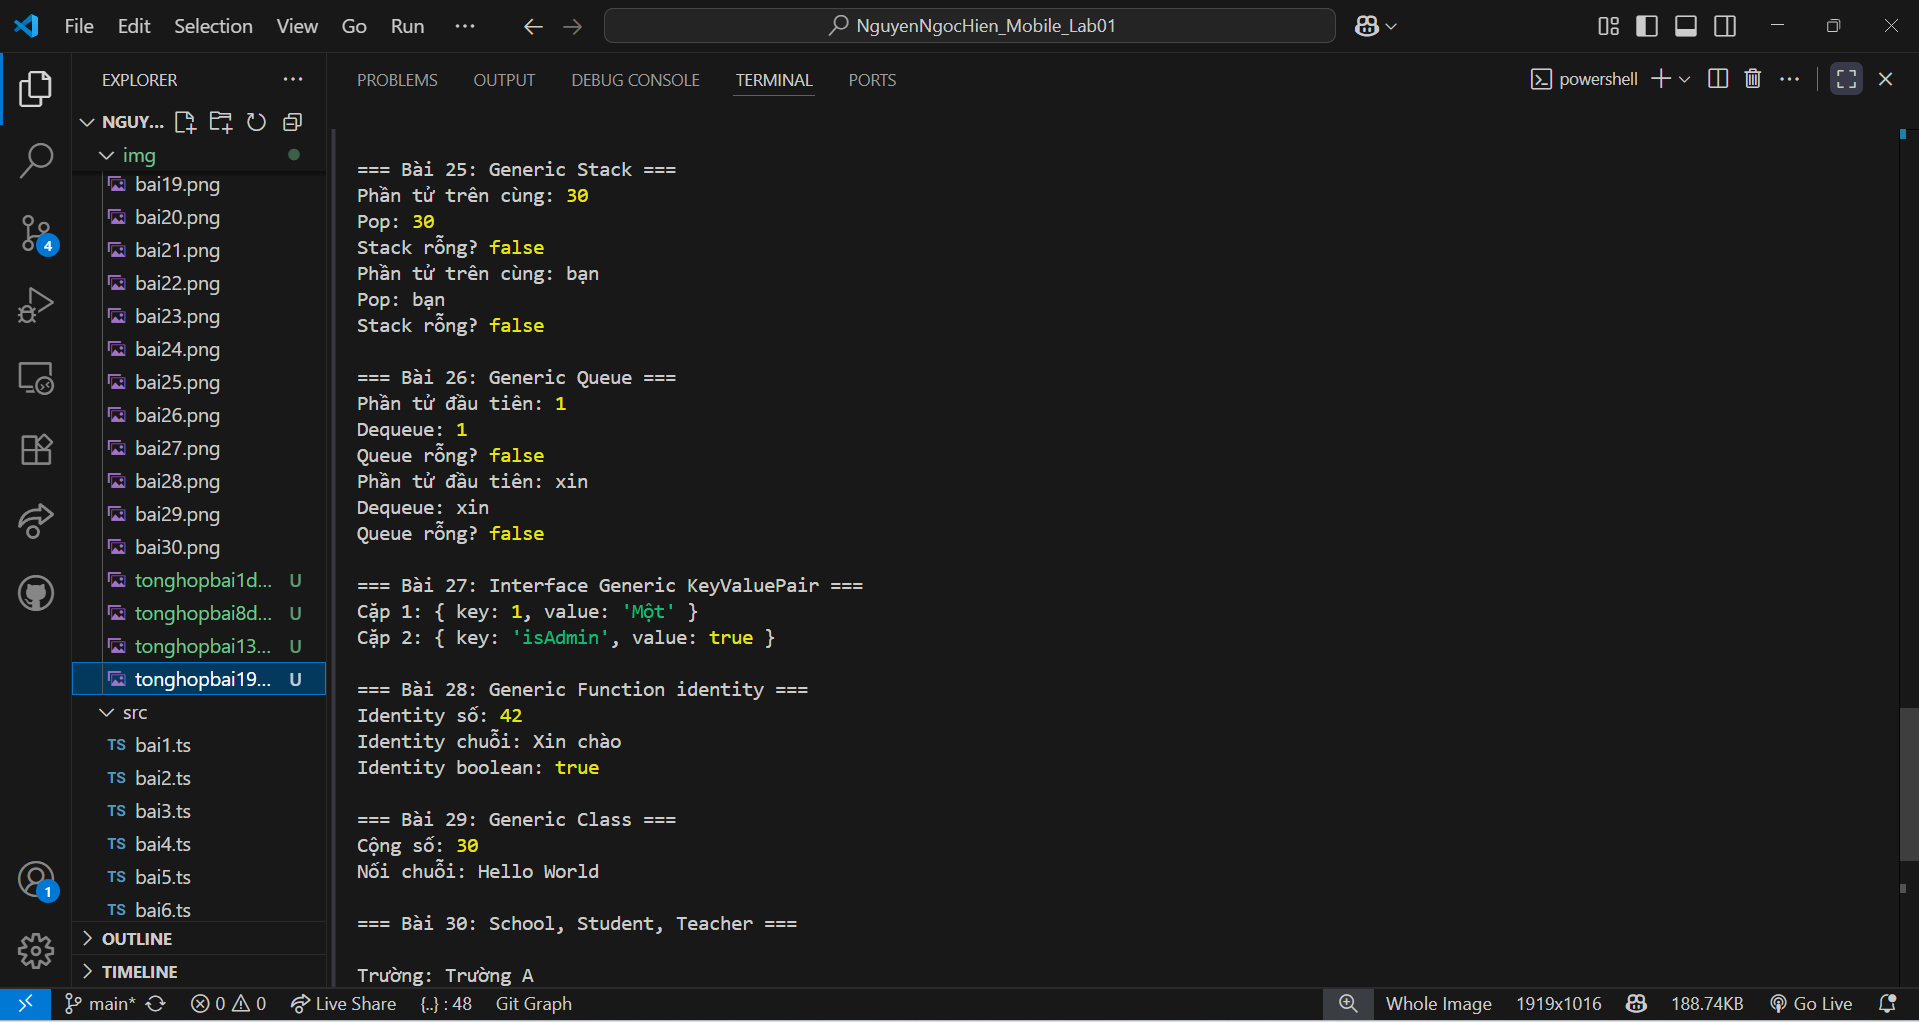 File Edit Selection View Go Run ···
NguyenNgocHien_Mobile_Lab01
EXPLORER
NGUY...
img
bai19.png
bai20.png
bai21.png
bai22.png
bai23.png
bai24.png
bai25.png
bai26.png
bai27.png
bai28.png
bai29.png
bai30.png
tonghopbai1d... U
tonghopbai8d... U
tonghopbai13... U
tonghopbai19... U
src
TS bai1.ts
TS bai2.ts
TS bai3.ts
TS bai4.ts
TS bai5.ts
TS bai6.ts
OUTLINE
TIMELINE
4
1
PROBLEMS OUTPUT DEBUG CONSOLE TERMINAL PORTS
powershell
=== Bài 25: Generic Stack ===
Phần tử trên cùng: 30
Pop: 30
Stack rỗng? false
Phần tử trên cùng: bạn
Pop: bạn
Stack rỗng? false
=== Bài 26: Generic Queue ===
Phần tử đầu tiên: 1
Dequeue: 1
Queue rỗng? false
Phần tử đầu tiên: xin
Dequeue: xin
Queue rỗng? false
=== Bài 27: Interface Generic KeyValuePair ===
Cặp 1: { key: 1, value: 'Một' }
Cặp 2: { key: 'isAdmin', value: true }
=== Bài 28: Generic Function identity ===
Identity số: 42
Identity chuỗi: Xin chào
Identity boolean: true
=== Bài 29: Generic Class ===
Cộng số: 30
Nối chuỗi: Hello World
=== Bài 30: School, Student, Teacher ===
Trường: Trường A
main* 0 0 Live Share {..} : 48 Git Graph Whole Image 1919x1016 188.74KB Go Live